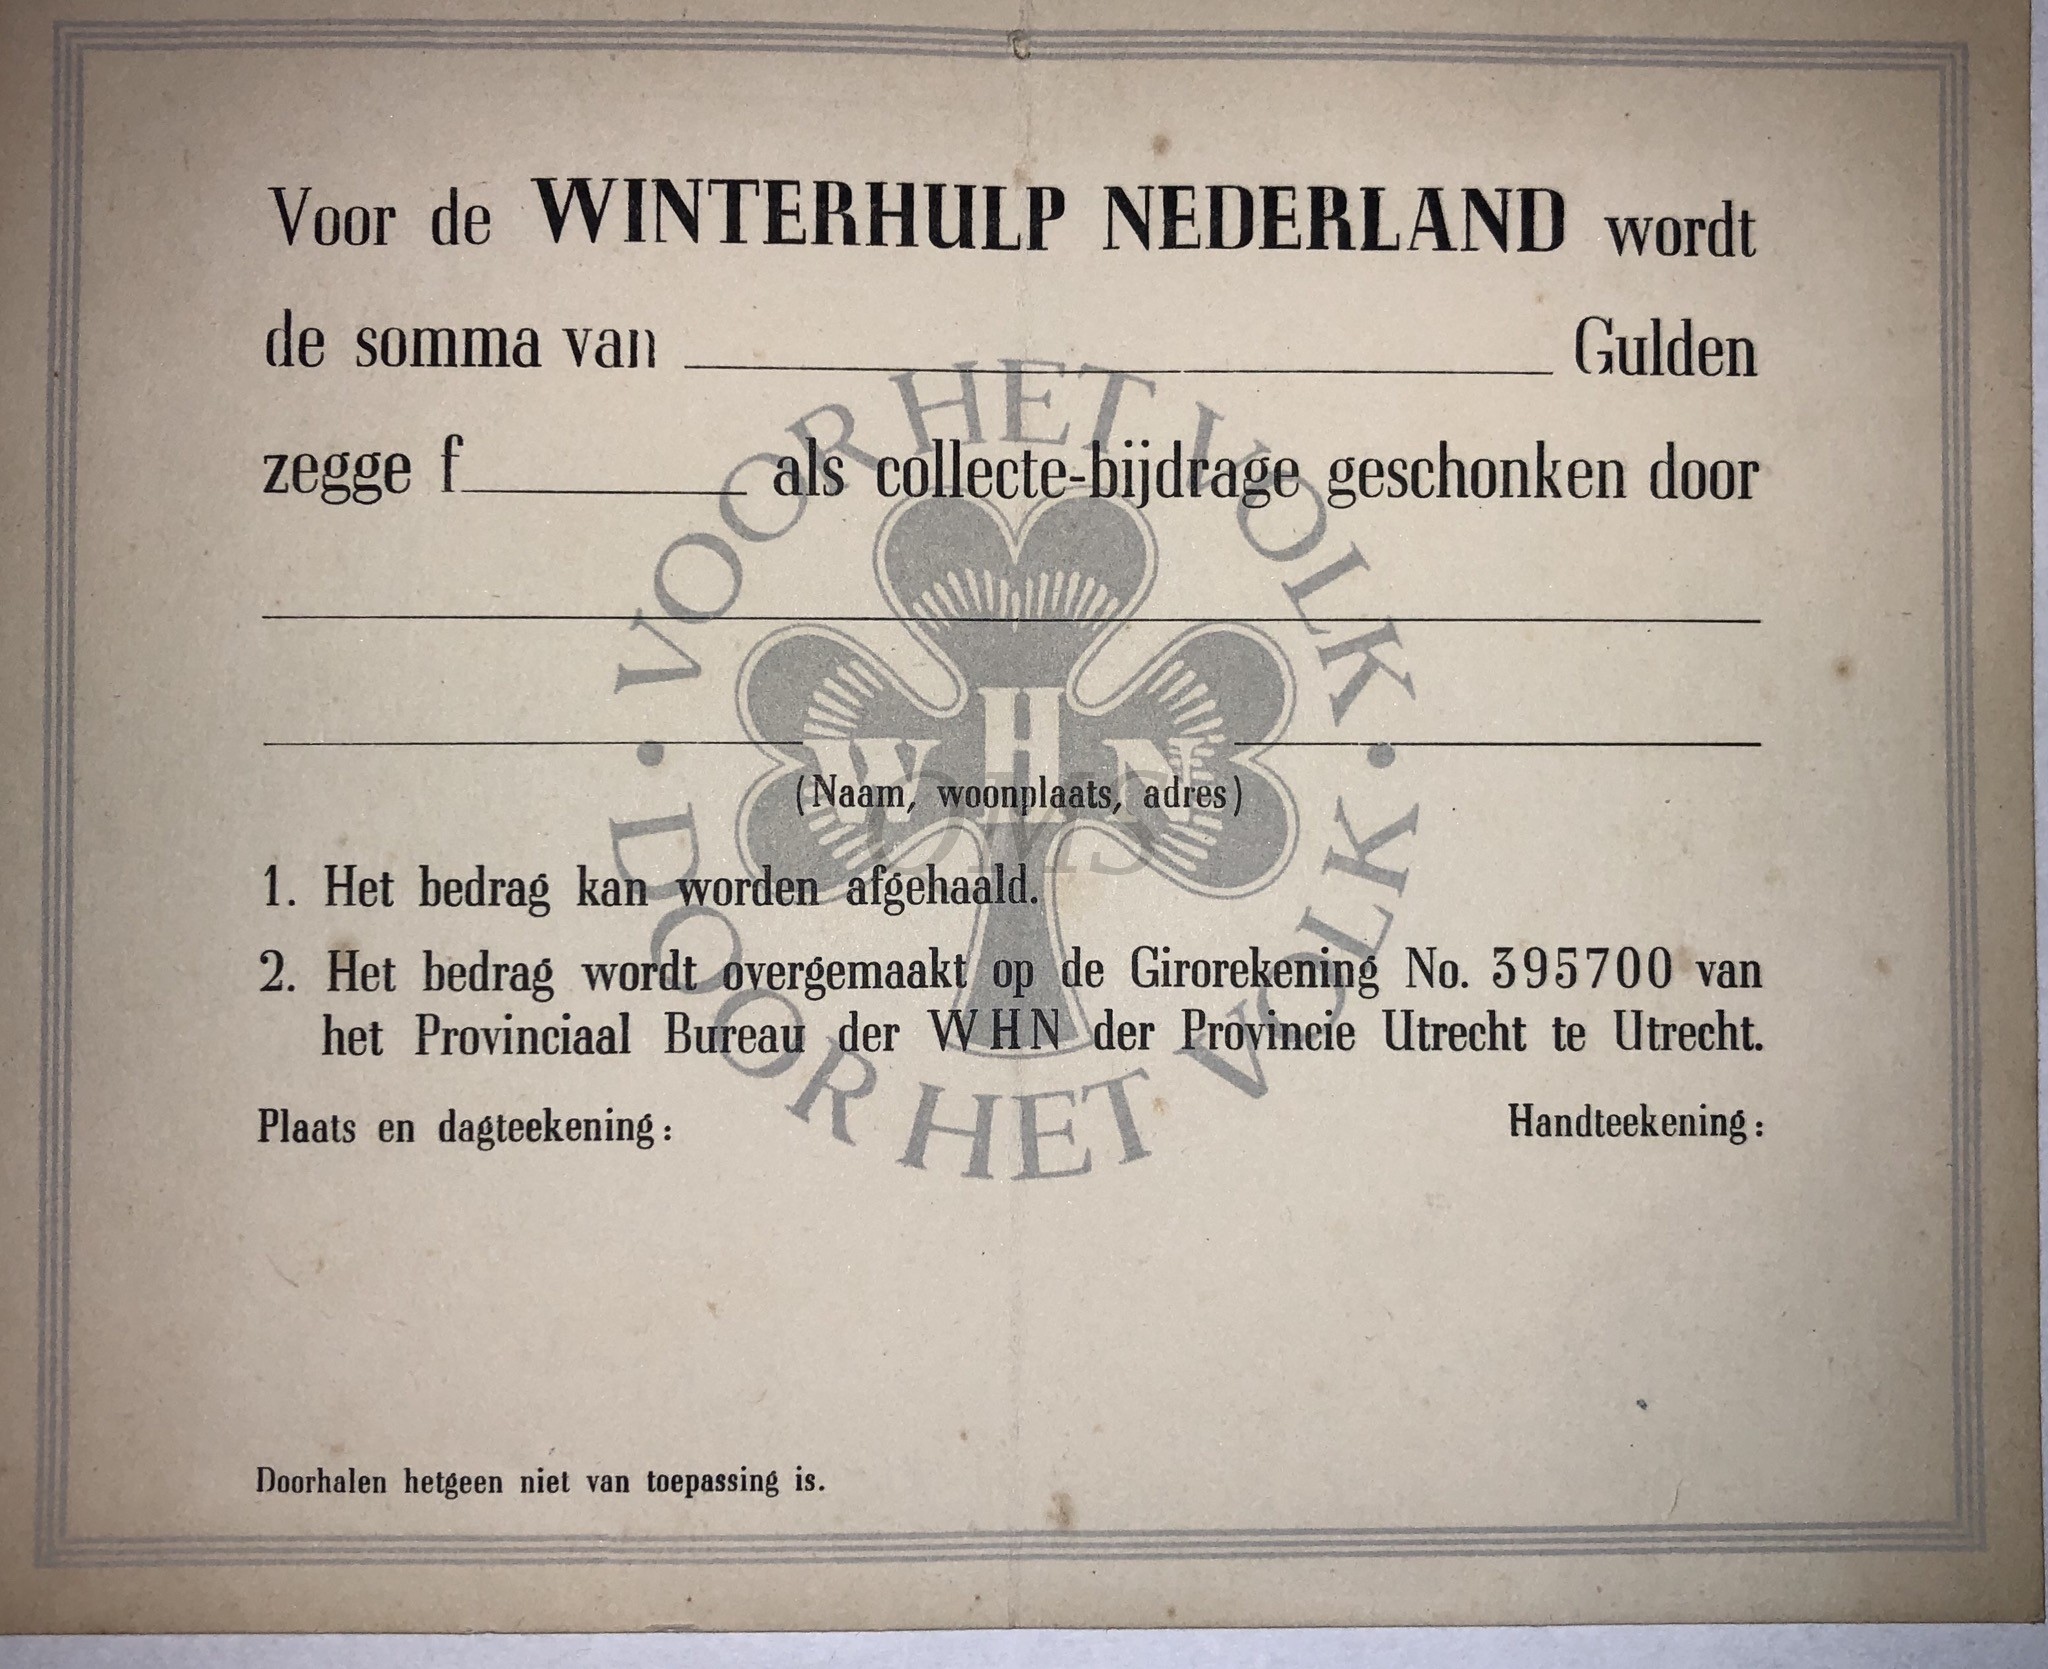 Voor de WINTERHULP NEDERLAND wordt
de somma van Gulden
zegge f als collecte-bijdrage geschonken door
(Naam, woonplaats, adres)
1. Het bedrag kan worden afgehaald.
2. Het bedrag wordt overgemaakt op de Girorekening No. 395700 van
het Provinciaal Bureau der WHN der Provincie Utrecht te Utrecht.
Plaats en dagteekening: Handteekening:
Doorhalen hetgeen niet van toepassing is.
• VOOR HET VOLK •
DOOR HET VOLK
WHN
OMS